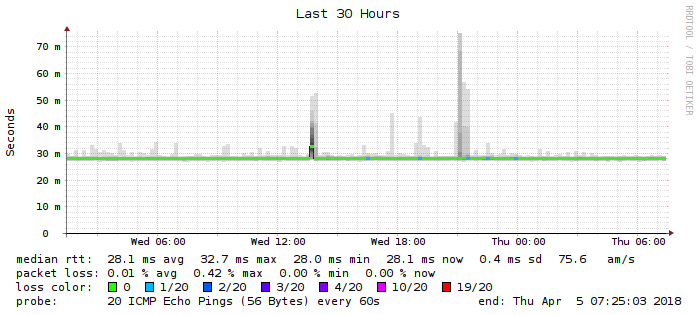 Last 30 Hours
RRDTOOL / TOBI OETIKER
Seconds
70 m
60 m
50 m
40 m
30 m
20 m
10 m
0
Wed 06:00 Wed 12:00 Wed 18:00 Thu 00:00 Thu 06:00
median rtt: 28.1 ms avg 32.7 ms max 28.0 ms min 28.1 ms now 0.4 ms sd 75.6 am/s
packet loss: 0.01 % avg 0.42 % max 0.00 % min 0.00 % now
loss color: 0 1/20 2/20 3/20 4/20 10/20 19/20
probe: 20 ICMP Echo Pings (56 Bytes) every 60s end: Thu Apr 5 07:25:03 2018